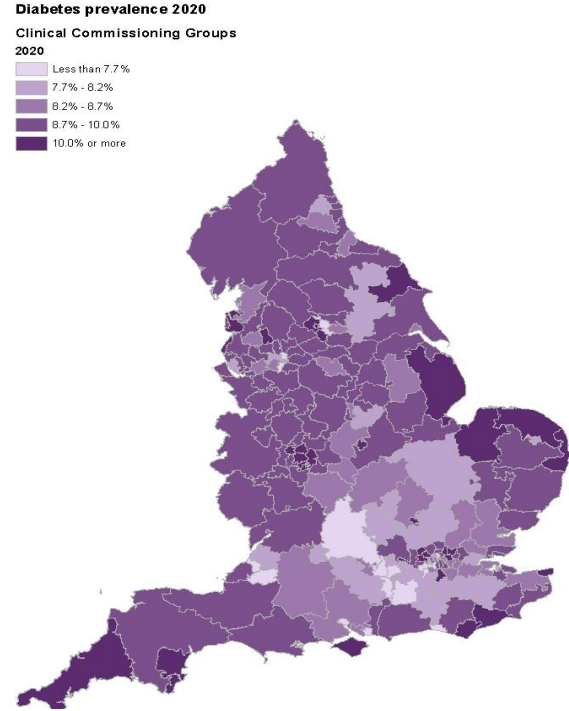 Diabetes prevalence 2020
Clinical Commissioning Groups
2020
Less than 7.7%
7.7% - 8.2%
8.2% - 8.7%
8.7% - 10.0%
10.0% or more